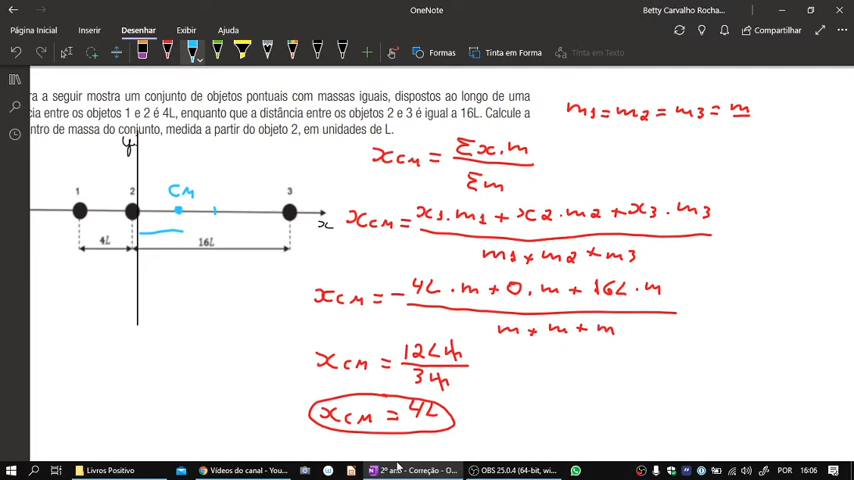 OneNote
Betty Carvalho Rocha...
Página Inicial Inserir Desenhar Exibir Ajuda
Compartilhar
Formas Tinta em Forma Tinta em Texto
ra a seguir mostra um conjunto de objetos pontuais com massas iguais, dispostos ao longo de uma
cia entre os objetos 1 e 2 é 4L, enquanto que a distância entre os objetos 2 e 3 é igual a 16L. Calcule a
ntro de massa do conjunto, medida a partir do objeto 2, em unidades de L.
m1 = m2 = m3 = m
y
xCM = Σx.m
Σm
1 2 CM 3
x
4L 16L
xCM = x1.m1 + x2.m2 + x3.m3
m1 + m2 + m3
xCM = -4L.m + 0.m + 16L.m
m + m + m
xCM = 12Lm
3m
xCM = 4L
Livros Positivo
Vídeos do canal - You...
2º ano - Correção - O...
OBS 25.0.4 (64-bit, win...
POR 16:06